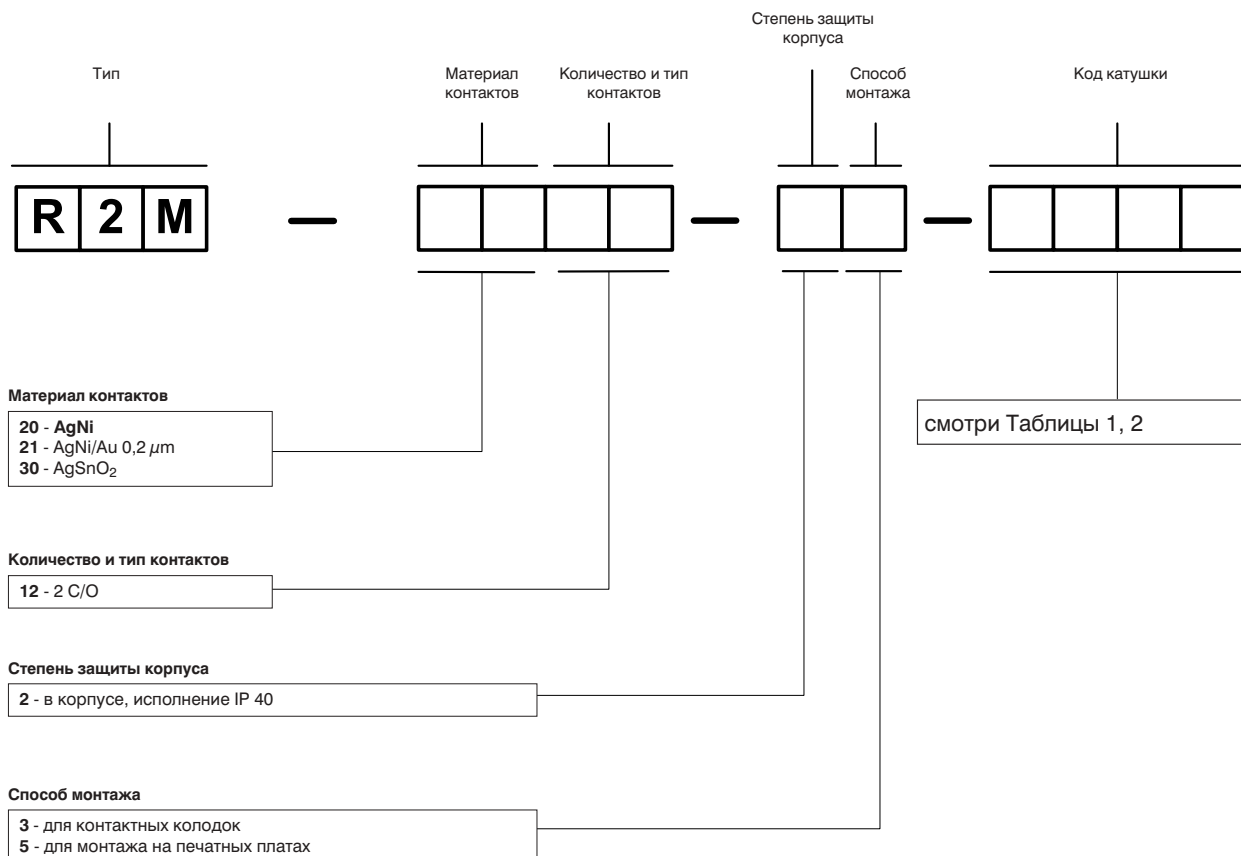 Степень защиты
корпуса
Тип
Материал
контактов
Количество и тип
контактов
Способ
монтажа
Код катушки
R 2 M – – –
Материал контактов
20 - AgNi
21 - AgNi/Au 0,2 µm
30 - AgSnO₂
смотри Таблицы 1, 2
Количество и тип контактов
12 - 2 C/O
Степень защиты корпуса
2 - в корпусе, исполнение IP 40
Способ монтажа
3 - для контактных колодок
5 - для монтажа на печатных платах